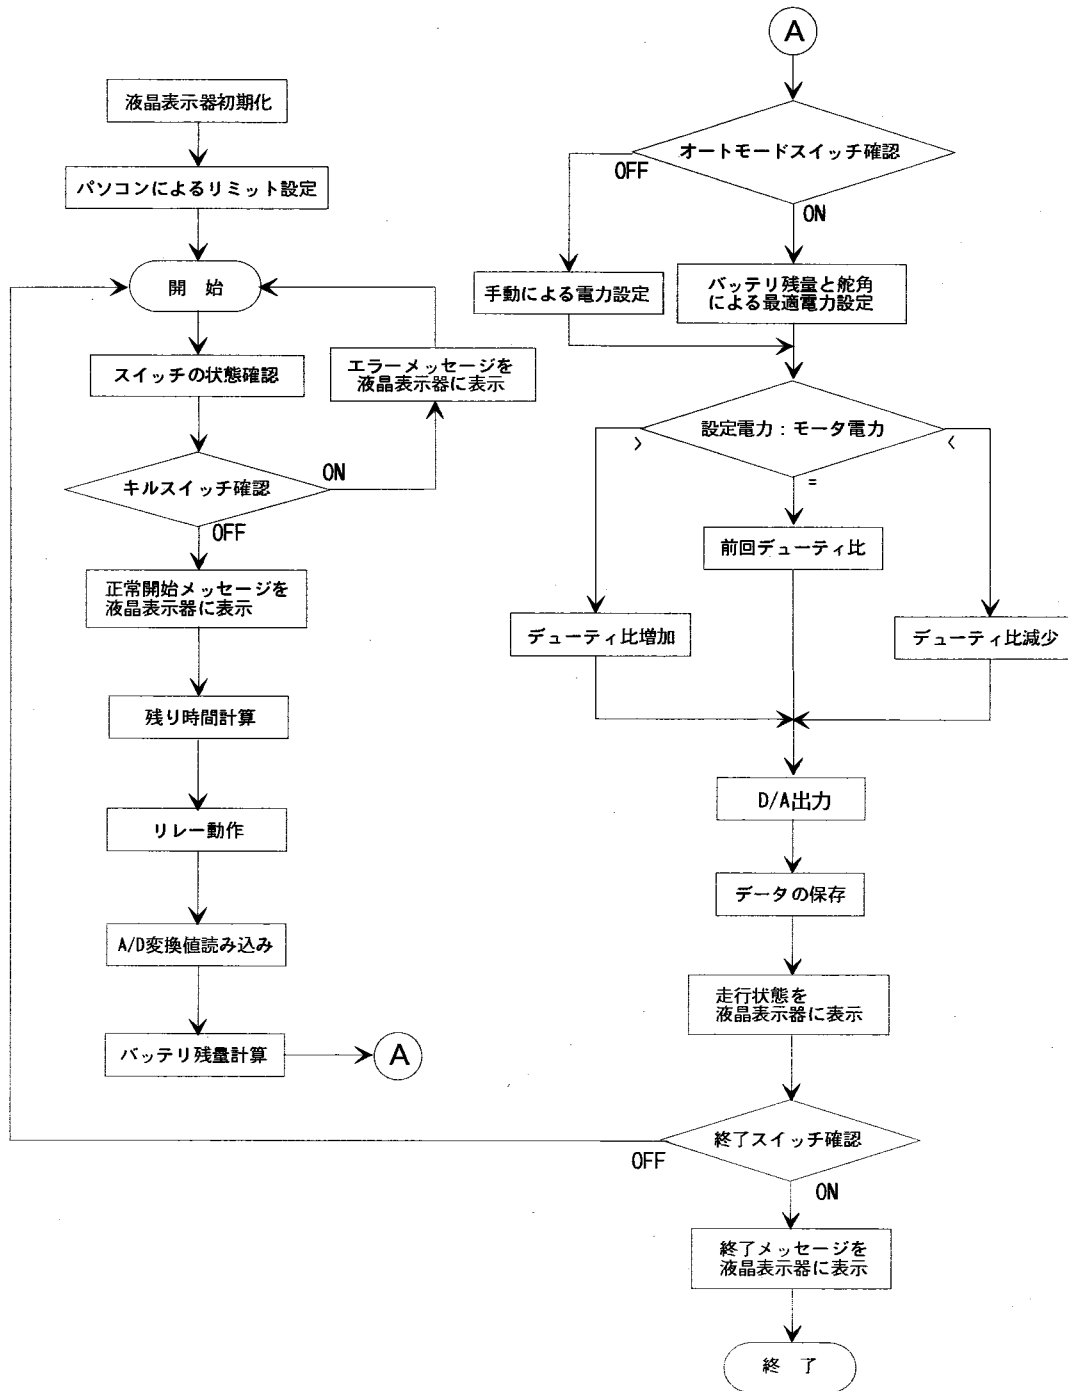 液晶表示器初期化
パソコンによるリミット設定
開 始
スイッチの状態確認
エラーメッセージを
液晶表示器に表示
キルスイッチ確認
ON
OFF
正常開始メッセージを
液晶表示器に表示
残り時間計算
リレー動作
A/D変換値読み込み
バッテリ残量計算
A
A
オートモードスイッチ確認
OFF
ON
手動による電力設定
バッテリ残量と舵角
による最適電力設定
設定電力:モータ電力
>
<
=
前回デューティ比
デューティ比増加
デューティ比減少
D/A出力
データの保存
走行状態を
液晶表示器に表示
終了スイッチ確認
OFF
ON
終了メッセージを
液晶表示器に表示
終 了